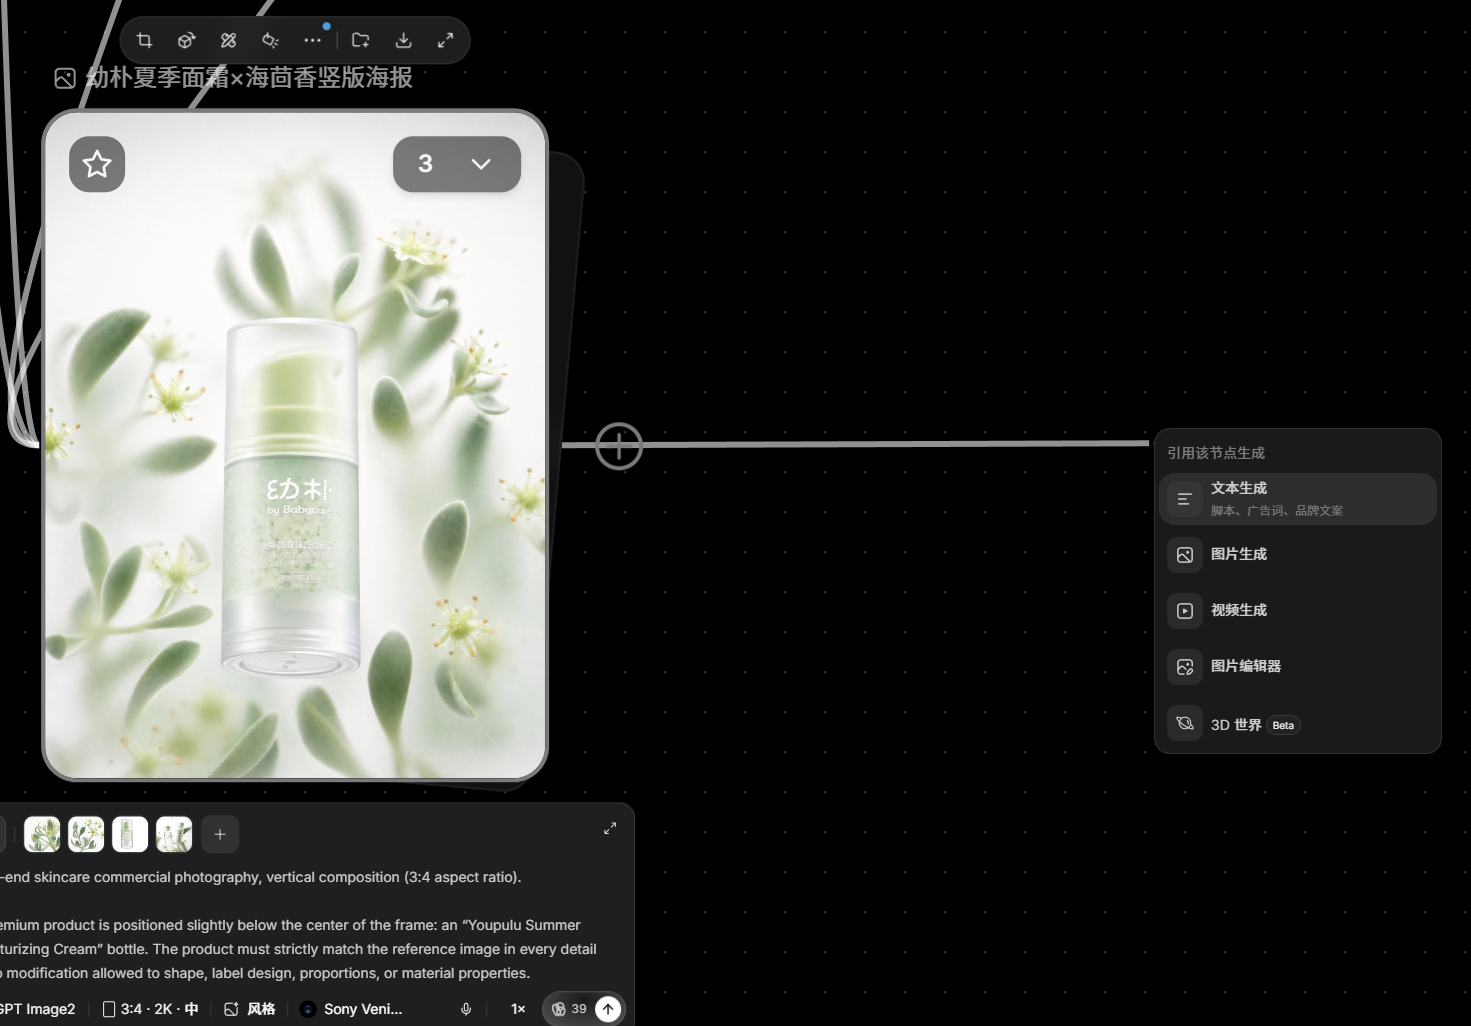 幼朴夏季面霜×海茴香竖版海报
3
幼朴
by Babycare
引用该节点生成
文本生成
脚本、广告词、品牌文案
图片生成
视频生成
图片编辑器
3D 世界 Beta
-end skincare commercial photography, vertical composition (3:4 aspect ratio).
emium product is positioned slightly below the center of the frame: an “Youpulu Summer
turizing Cream” bottle. The product must strictly match the reference image in every detail
o modification allowed to shape, label design, proportions, or material properties.
GPT Image2
3:4 · 2K · 中
风格
Sony Veni...
1×
39